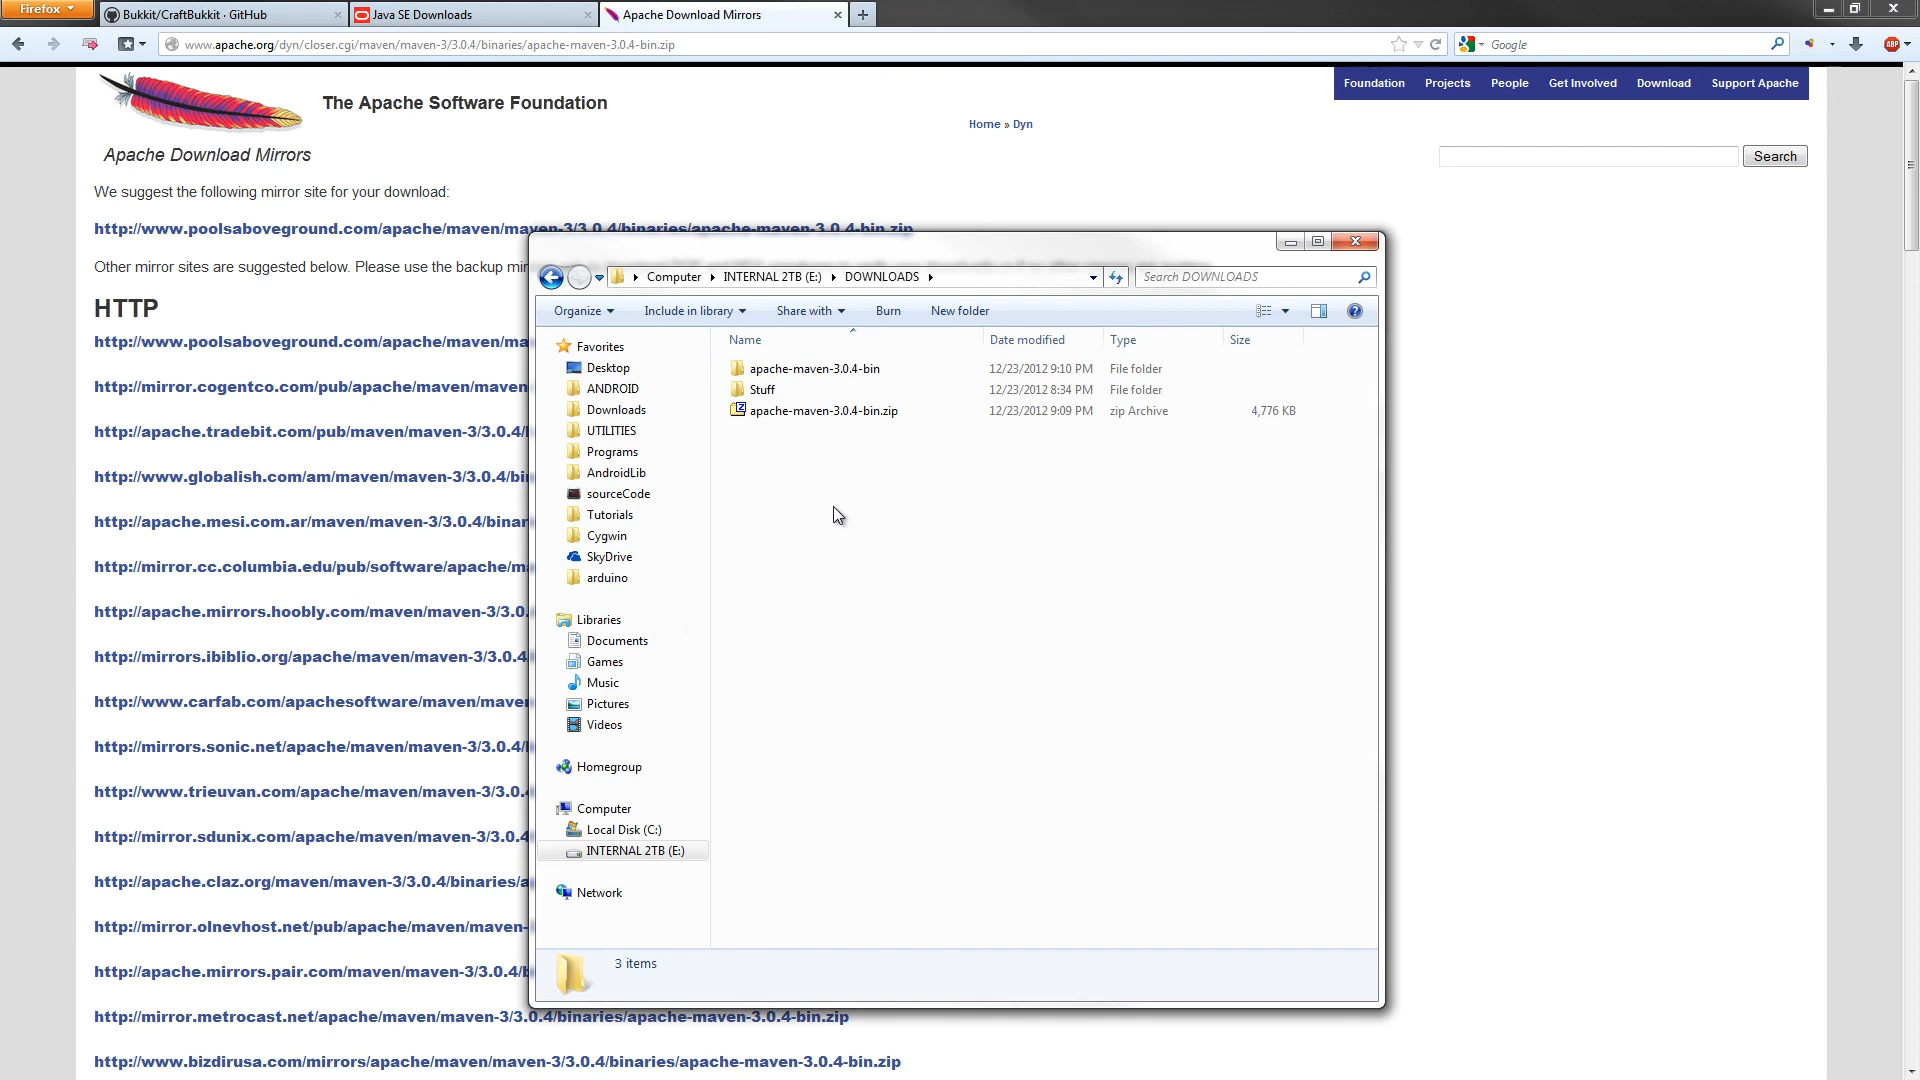 Firefox
Bukkit/CraftBukkit · GitHub
Java SE Downloads
Apache Download Mirrors
www.apache.org/dyn/closer.cgi/maven/maven-3/3.0.4/binaries/apache-maven-3.0.4-bin.zip
Google
ABP
The Apache Software Foundation
Foundation Projects People Get Involved Download Support Apache
Home » Dyn
Apache Download Mirrors
Search
We suggest the following mirror site for your download:
http://www.poolsaboveground.com/apache/maven/maven-3/3.0.4/binaries/apache-maven-3.0.4-bin.zip
Other mirror sites are suggested below. Please use the backup
HTTP
http://www.poolsaboveground.com/apache/maven/ma
http://mirror.cogentco.com/pub/apache/maven/maven
http://apache.tradebit.com/pub/maven/maven-3/3.0.4/
http://www.globalish.com/am/maven/maven-3/3.0.4/bi
http://apache.mesi.com.ar/maven/maven-3/3.0.4/binar
http://mirror.cc.columbia.edu/pub/software/apache/m
http://apache.mirrors.hoobly.com/maven/maven-3/3.0.
http://mirrors.ibiblio.org/apache/maven/maven-3/3.0.4
http://www.carfab.com/apachesoftware/maven/maven
http://mirrors.sonic.net/apache/maven/maven-3/3.0.4/
http://www.trieuvan.com/apache/maven/maven-3/3.0.
http://mirror.sdunix.com/apache/maven/maven-3/3.0.4
http://apache.claz.org/maven/maven-3/3.0.4/binaries/a
http://mirror.olnevhost.net/pub/apache/maven/maven-
http://apache.mirrors.pair.com/maven/maven-3/3.0.4/b
http://mirror.metrocast.net/apache/maven/maven-3/3.0.4/binaries/apache-maven-3.0.4-bin.zip
http://www.bizdirusa.com/mirrors/apache/maven/maven-3/3.0.4/binaries/apache-maven-3.0.4-bin.zip
Computer INTERNAL 2TB (E:) DOWNLOADS
Search DOWNLOADS
Organize Include in library Share with Burn New folder
Favorites
Desktop
ANDROID
Downloads
UTILITIES
Programs
AndroidLib
sourceCode
Tutorials
Cygwin
SkyDrive
arduino
Libraries
Documents
Games
Music
Pictures
Videos
Homegroup
Computer
Local Disk (C:)
INTERNAL 2TB (E:)
Network
Name Date modified Type Size
apache-maven-3.0.4-bin 12/23/2012 9:10 PM File folder
Stuff 12/23/2012 8:34 PM File folder
apache-maven-3.0.4-bin.zip 12/23/2012 9:09 PM zip Archive 4,776 KB
3 items